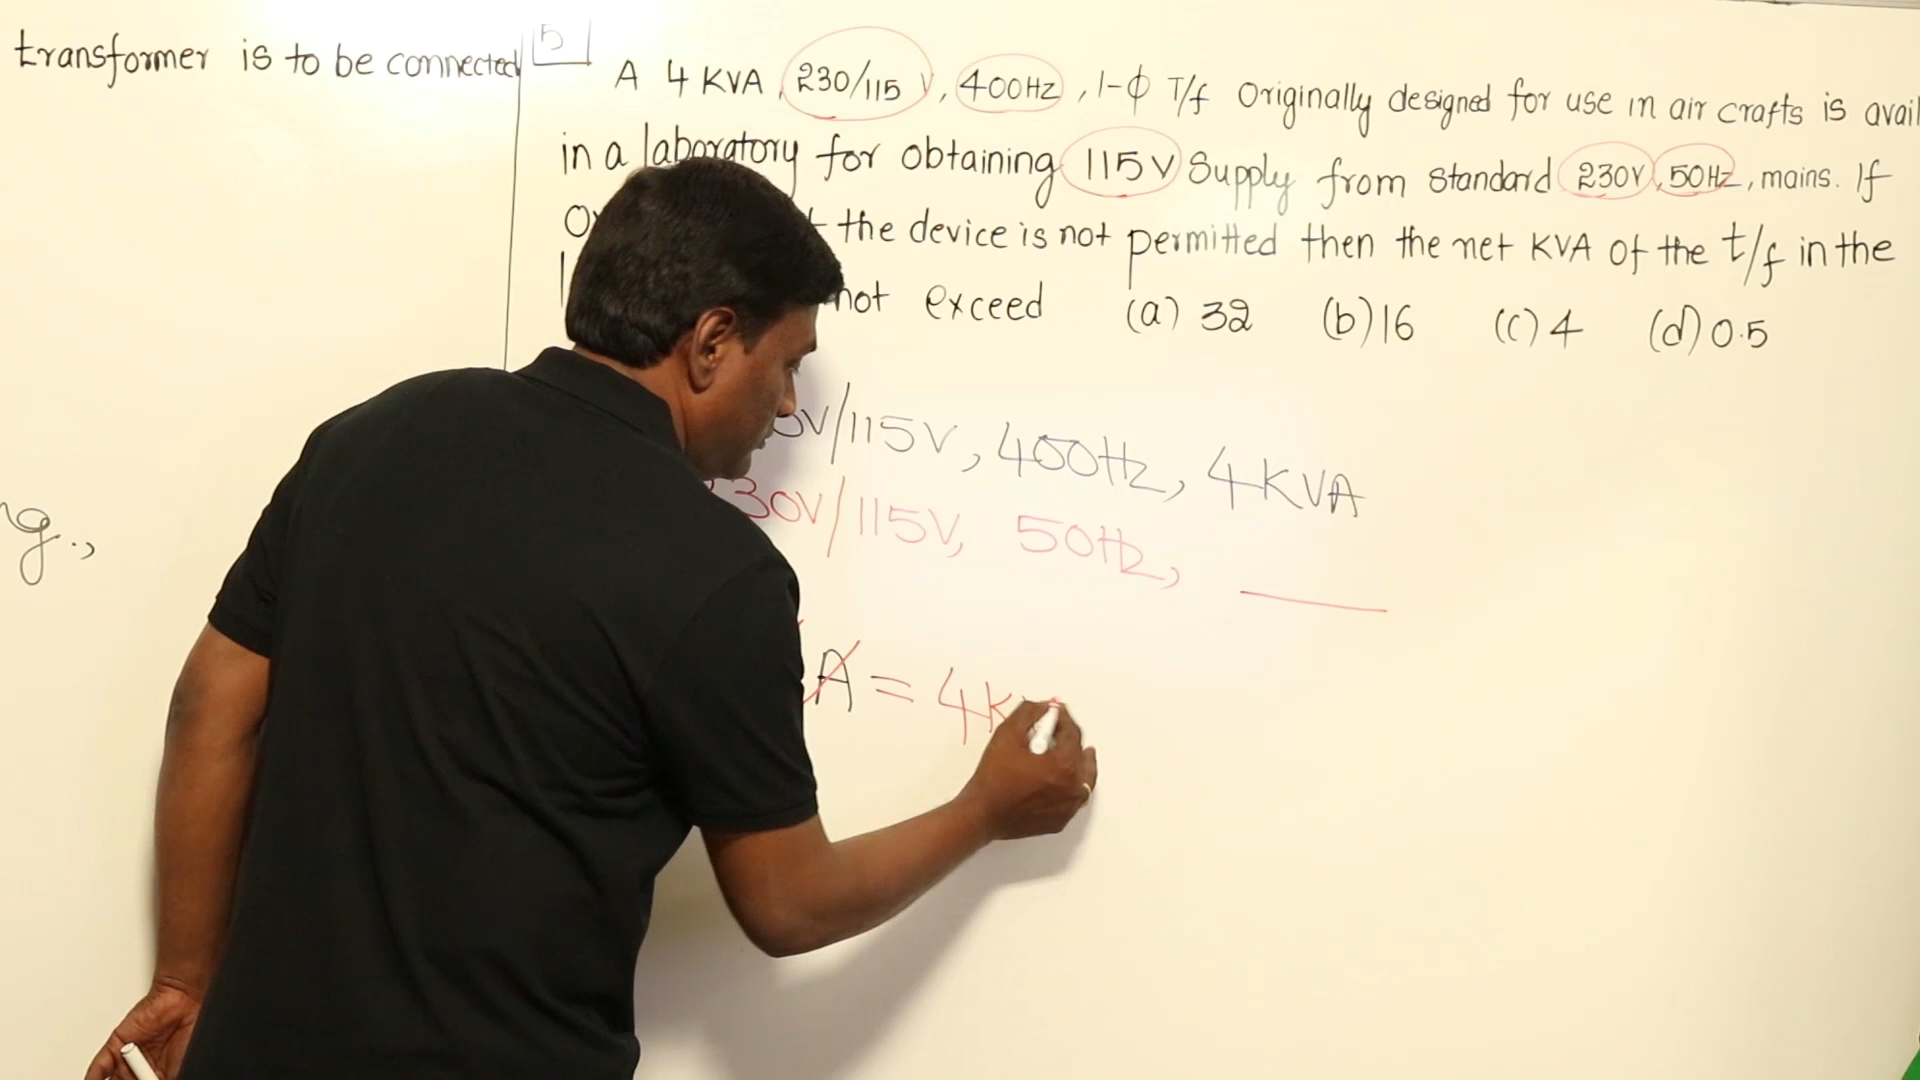 transformer is to be connected
5
A 4 KVA, 230/115 V, 400HZ, 1-ϕ T/f Originally designed for use in air crafts is avail
in a laboratory for obtaining 115V Supply from standard 230V, 50HZ, mains. If
the device is not permitted then the net KVA of the t/f in the
not exceed (a) 32 (b) 16 (c) 4 (d) 0.5
V/115V, 400Hz, 4KVA
230V/115V, 50Hz, ____
A = 4K